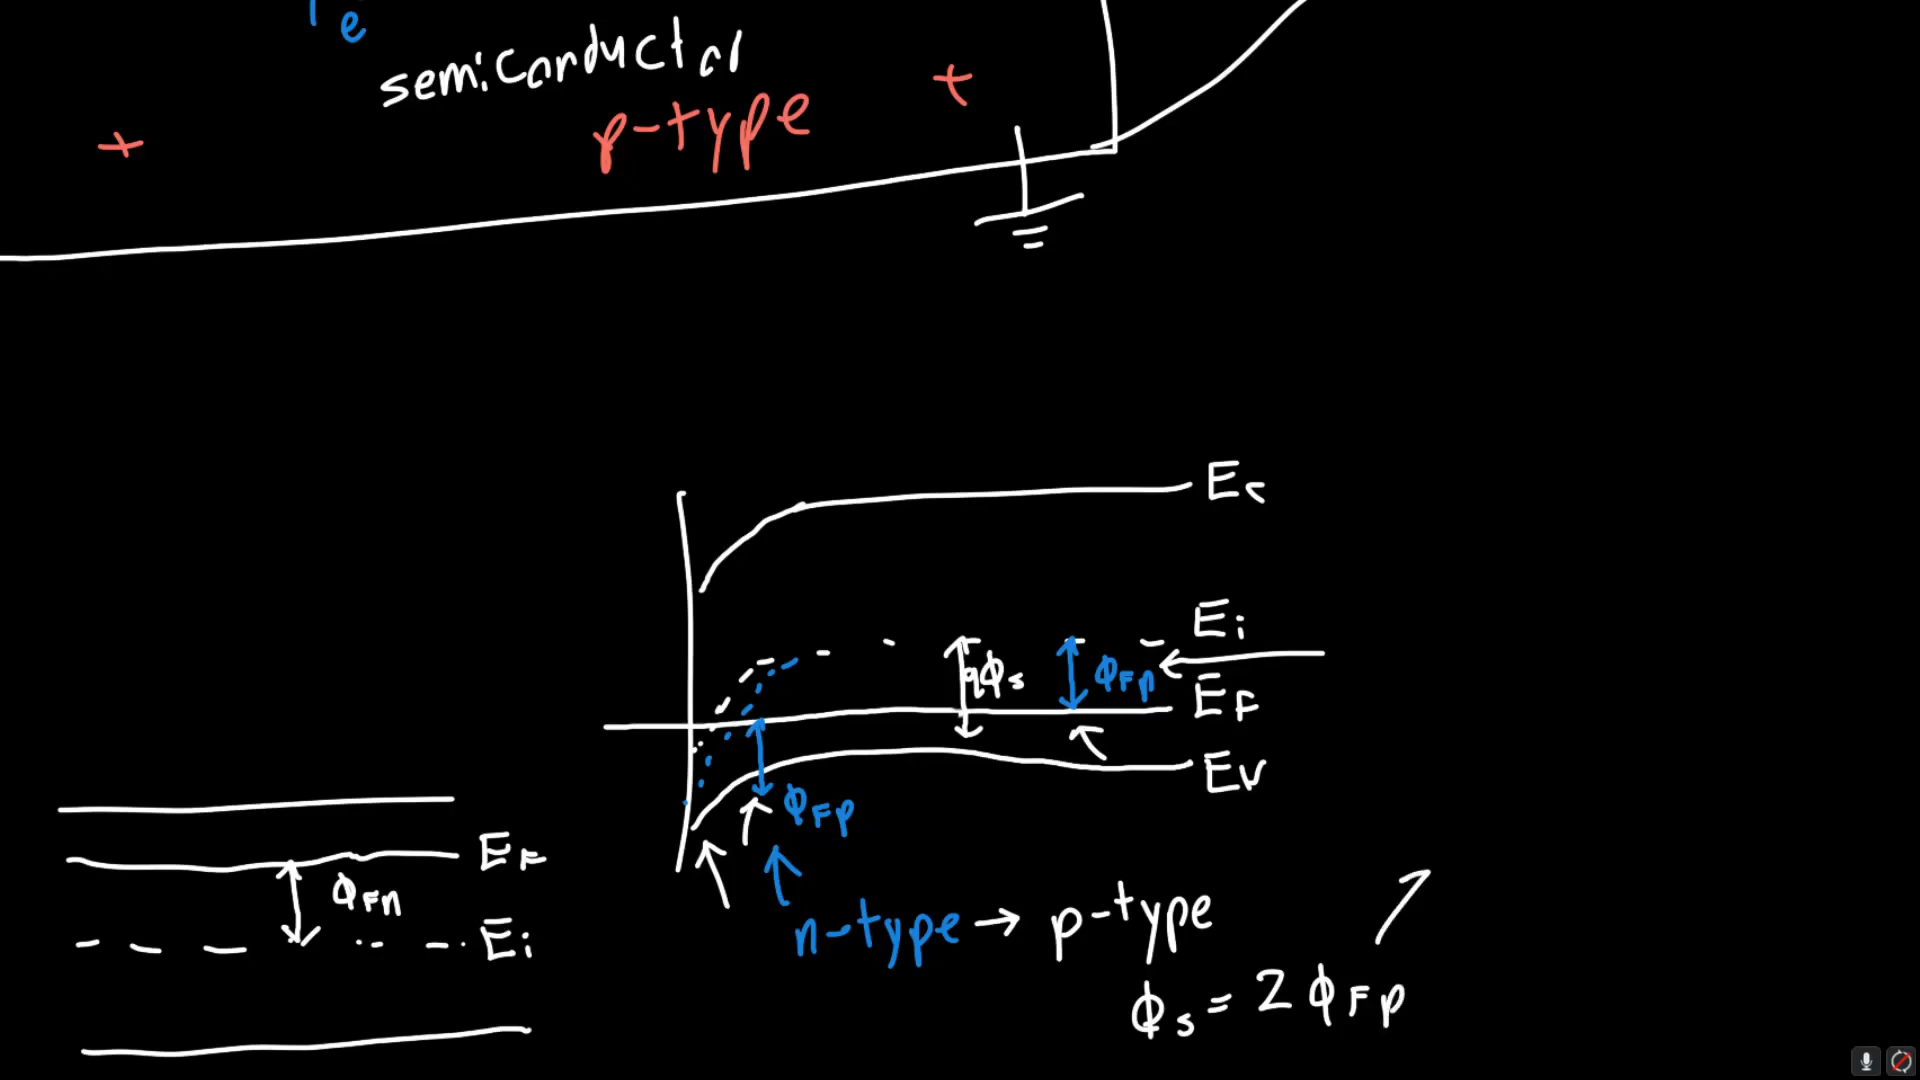 e
semiconductor
+
p-type
+
Ec
Ei
qϕs
ϕFp
EF
Ev
ϕFp
EF
ϕFn
Ei
n-type → p-type
ϕs = 2ϕFp